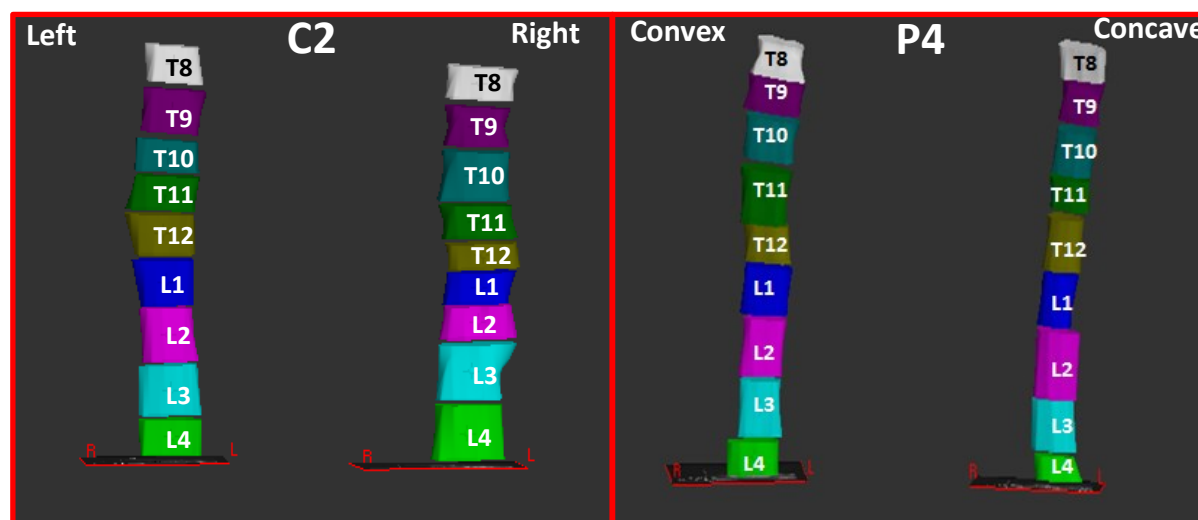 Left C2 Right
T8
T9
T10
T11
T12
L1
L2
L3
L4
R L
T8
T9
T10
T11
T12
L1
L2
L3
L4
R L
Convex P4 Concave
T8
T9
T10
T11
T12
L1
L2
L3
L4
R L
T8
T9
T10
T11
T12
L1
L2
L3
L4
R L